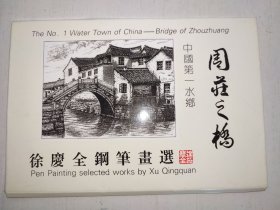 The No. 1 Water Town of China——Bridge of Zhouzhuang
中國第一水鄉
周莊之橋
徐慶全鋼筆畫選
Pen Painting selected works by Xu Qingquan